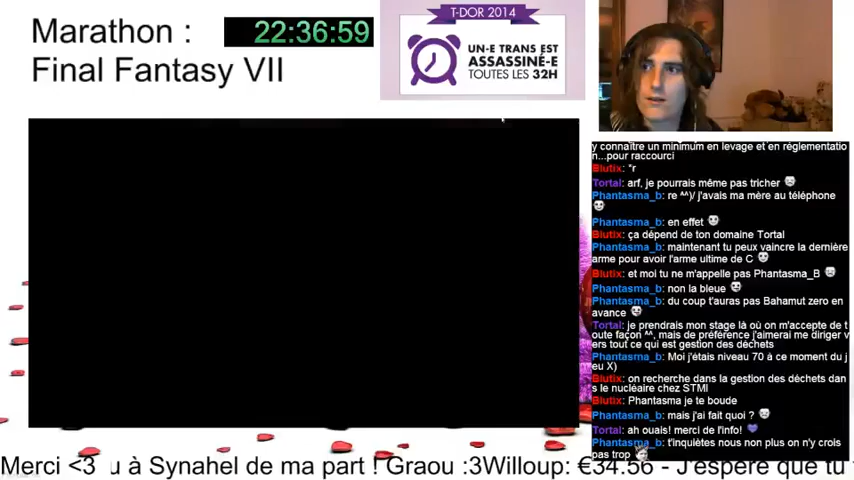 Marathon :
Final Fantasy VII
22:36:59
T-DOR 2014
UN-E TRANS EST
ASSASSINÉ-E
TOUTES LES 32H
y connaître un minimum en levage et en réglementatio
n...pour raccourci
Blutix: *r
Tortal: arf, je pourrais même pas tricher
Phantasma_b: re ^^)/ j'avais ma mère au téléphone
Phantasma_b: en effet
Blutix: ça dépend de ton domaine Tortal
Phantasma_b: maintenant tu peux vaincre la dernière
arme pour avoir l'arme ultime de C
Blutix: et moi tu ne m'appelle pas Phantasma_B
Phantasma_b: non la bleue
Phantasma_b: du coup t'auras pas Bahamut zero en
avance
Tortal: je prendrais mon stage là où on m'accepte de t
oute façon ^^, mais de préférence j'aimerai me diriger v
ers tout ce qui est gestion des déchets
Phantasma_b: Moi j'étais niveau 70 à ce moment du j
eu X)
Blutix: on recherche dans la gestion des déchets dan
s le nucléaire chez STMI
Blutix: Phantasma je te boude
Phantasma_b: mais j'ai fait quoi ?
Tortal: ah ouais! merci de l'info!
Phantasma_b: t'inquiètes nous non plus on n'y crois
pas trop
Merci <3 u à Synahel de ma part ! Graou :3Willoup: €34.56 - J'espère que tu